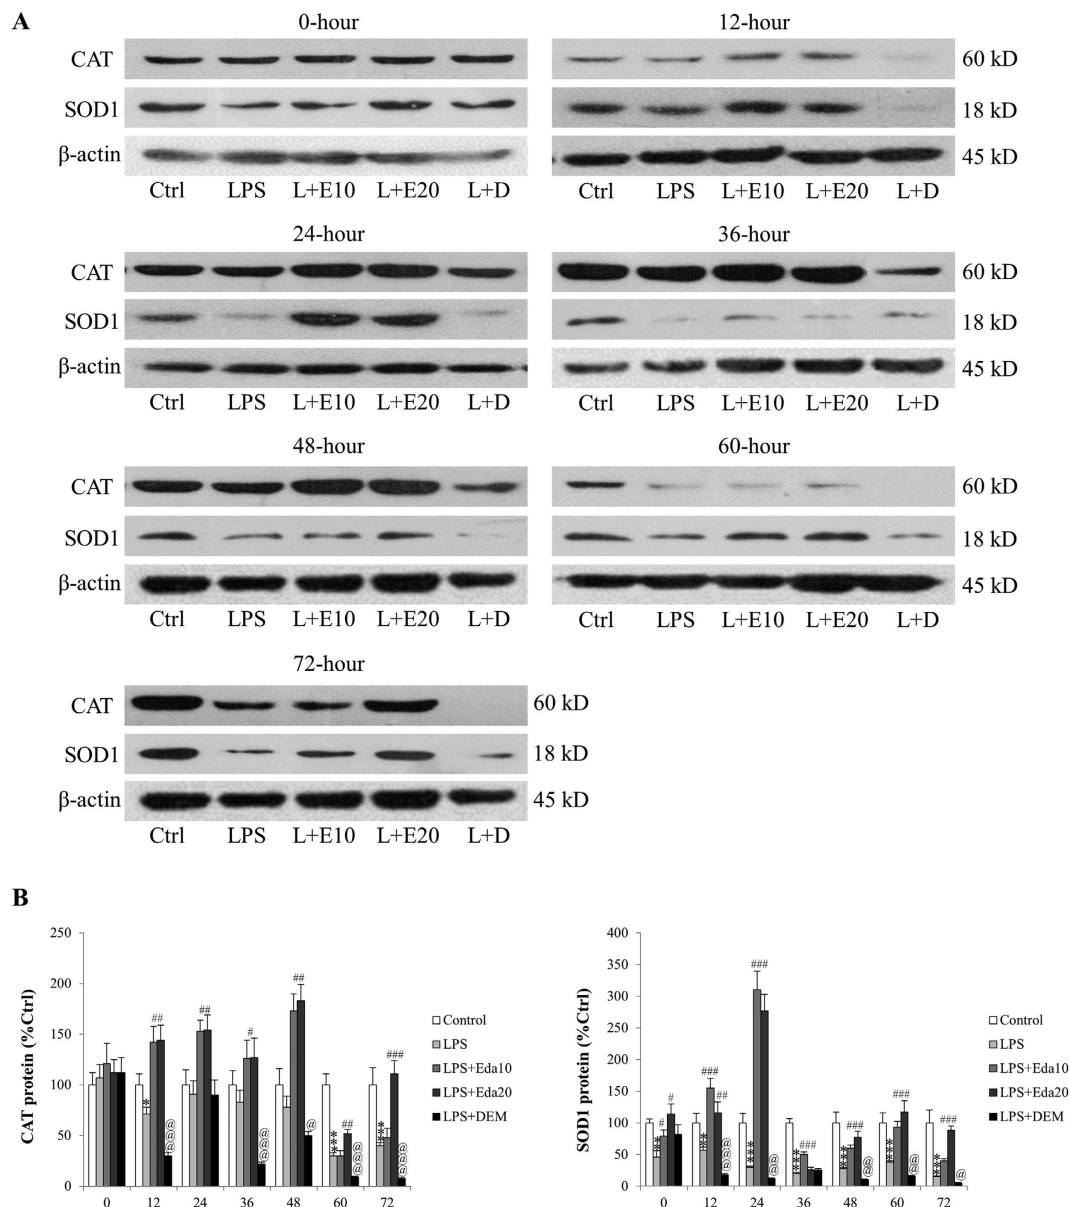 A
0-hour 12-hour
CAT 60 kD
SOD1 18 kD
β-actin 45 kD
Ctrl LPS L+E10 L+E20 L+D Ctrl LPS L+E10 L+E20 L+D
24-hour 36-hour
CAT 60 kD
SOD1 18 kD
β-actin 45 kD
Ctrl LPS L+E10 L+E20 L+D Ctrl LPS L+E10 L+E20 L+D
48-hour 60-hour
CAT 60 kD
SOD1 18 kD
β-actin 45 kD
Ctrl LPS L+E10 L+E20 L+D Ctrl LPS L+E10 L+E20 L+D
72-hour
CAT 60 kD
SOD1 18 kD
β-actin 45 kD
Ctrl LPS L+E10 L+E20 L+D
B
CAT protein (%Ctrl)
250
200
150
100
50
0
* @@@ ## ## # @@@ ## @ *** ## @@@ *** ### @@@
0 12 24 36 48 60 72
Control
LPS
LPS+Eda10
LPS+Eda20
LPS+DEM
SOD1 protein (%Ctrl)
400
350
300
250
200
150
100
50
0
** # # ** ### ## @@@ *** ### @@ *** ### *** ### @@ *** ### @@ *** ### @
0 12 24 36 48 60 72
Control
LPS
LPS+Eda10
LPS+Eda20
LPS+DEM